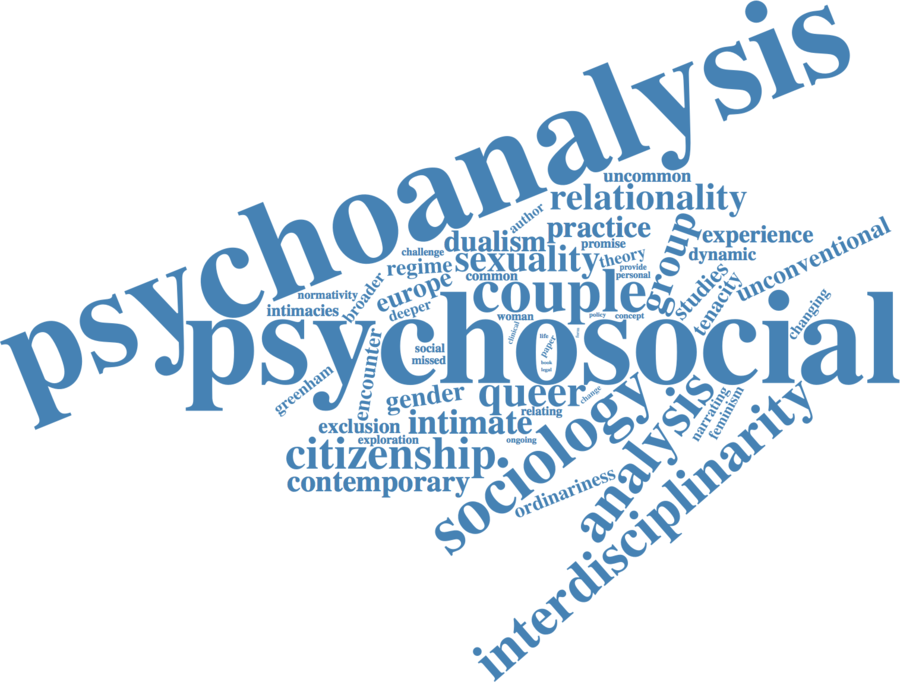 psychoanalysis
uncommon
relationality
author
practice
group
experience
unconventional
challenge
dualism
promise
dynamic
regime
sexuality
theory
provide
personal
common
studies
tenacity
broader
europe
couple
normativity
intimacies
deeper
woman
policy
concept
changing
psychosocial
clinical
life
paper
book
legal
social
missed
encounter
greenham
gender
queer
change
relating
exclusion
intimate
exploration
ongoing
citizenship.
contemporary
sociology
analysis
narrating
feminism
ordinariness
interdisciplinarity